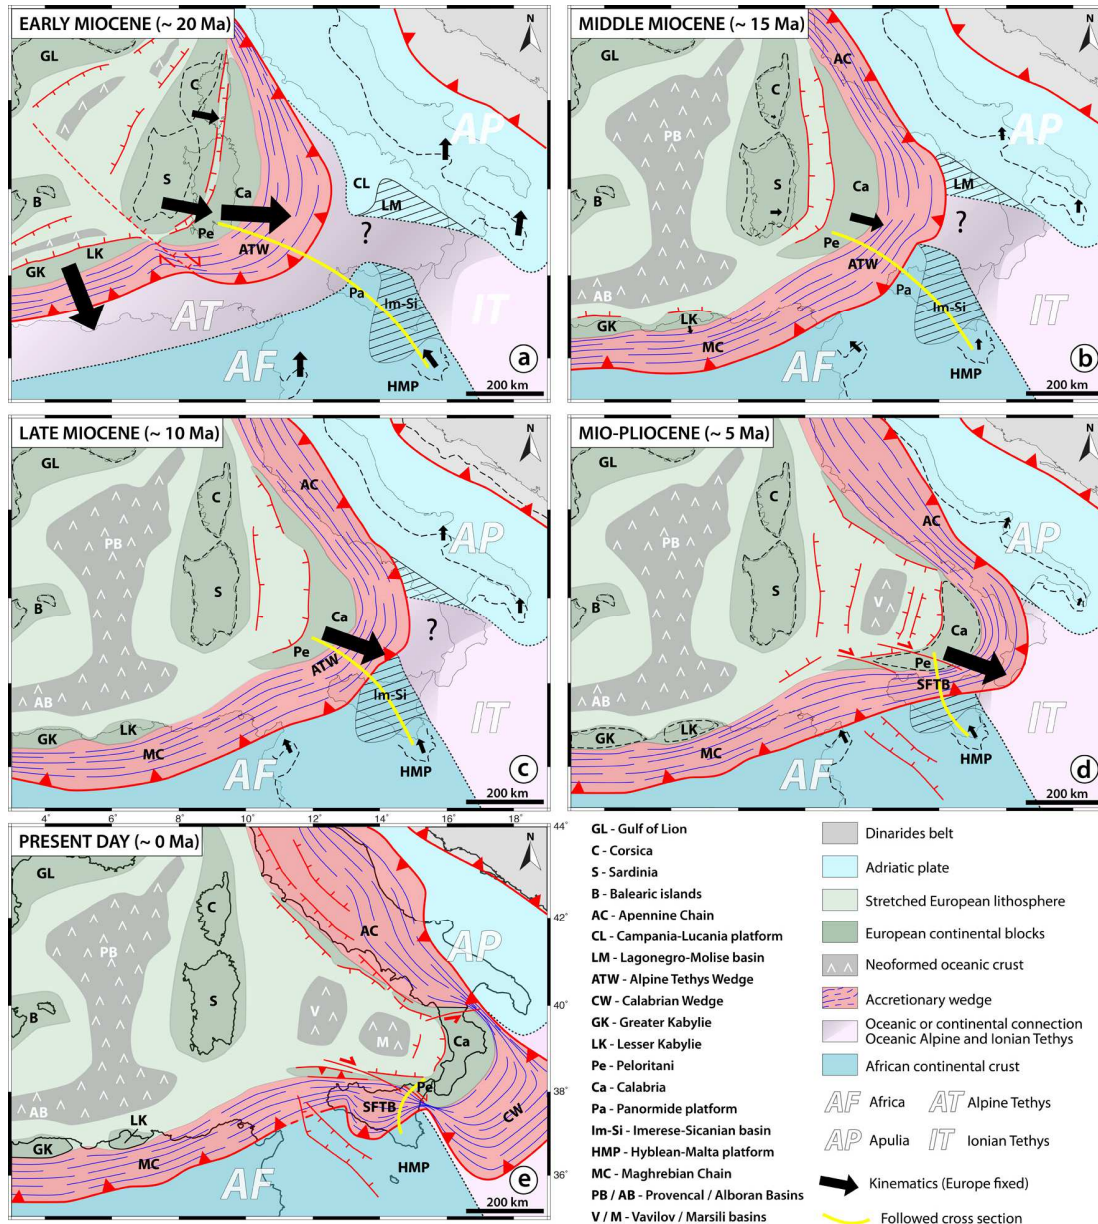 EARLY MIOCENE (~ 20 Ma)
N
GL
C
AP
S
B
Ca
CL
LM
?
Pe
LK
ATW
GK
Pa
Im-Si
AT
IT
AF
HMP
a
200 km
MIDDLE MIOCENE (~ 15 Ma)
N
GL
AC
C
PB
AP
S
B
Ca
LM
?
Pe
ATW
AB
Pa
Im-Si
IT
GK
LK
MC
AF
HMP
b
200 km
LATE MIOCENE (~ 10 Ma)
N
GL
AC
C
PB
AP
S
B
Ca
?
Pe
ATW
AB
Im-Si
IT
GK
LK
MC
AF
HMP
c
200 km
MIO-PLIOCENE (~ 5 Ma)
N
GL
AC
C
PB
AP
S
V
B
Ca
Pe
SFTB
AB
IT
GK
LK
MC
AF
HMP
d
200 km
4° 6° 8° 10° 12° 14° 16° 18°
PRESENT DAY (~ 0 Ma)
N
44°
GL
AC
C
42°
PB
AP
S
40°
V
B
M
Ca
38°
AB
Pe
LK
SFTB
CW
GK
MC
HMP
36°
AF
e
200 km
GL - Gulf of Lion
C - Corsica
S - Sardinia
B - Balearic islands
AC - Apennine Chain
CL - Campania-Lucania platform
LM - Lagonegro-Molise basin
ATW - Alpine Tethys Wedge
CW - Calabrian Wedge
GK - Greater Kabylie
LK - Lesser Kabylie
Pe - Peloritani
Ca - Calabria
Pa - Panormide platform
Im-Si - Imerese-Sicanian basin
HMP - Hyblean-Malta platform
MC - Maghrebian Chain
PB / AB - Provencal / Alboran Basins
V / M - Vavilov / Marsili basins
Dinarides belt
Adriatic plate
Stretched European lithosphere
European continental blocks
Neoformed oceanic crust
Accretionary wedge
Oceanic or continental connection
Oceanic Alpine and Ionian Tethys
African continental crust
AF Africa AT Alpine Tethys
AP Apulia IT Ionian Tethys
Kinematics (Europe fixed)
Followed cross section